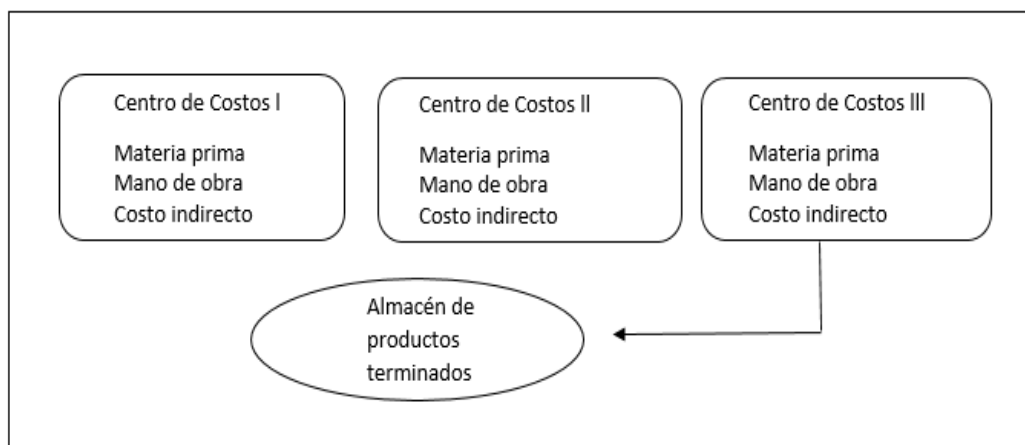 Centro de Costos l
Materia prima
Mano de obra
Costo indirecto
Centro de Costos ll
Materia prima
Mano de obra
Costo indirecto
Centro de Costos lll
Materia prima
Mano de obra
Costo indirecto
Almacén de
productos
terminados